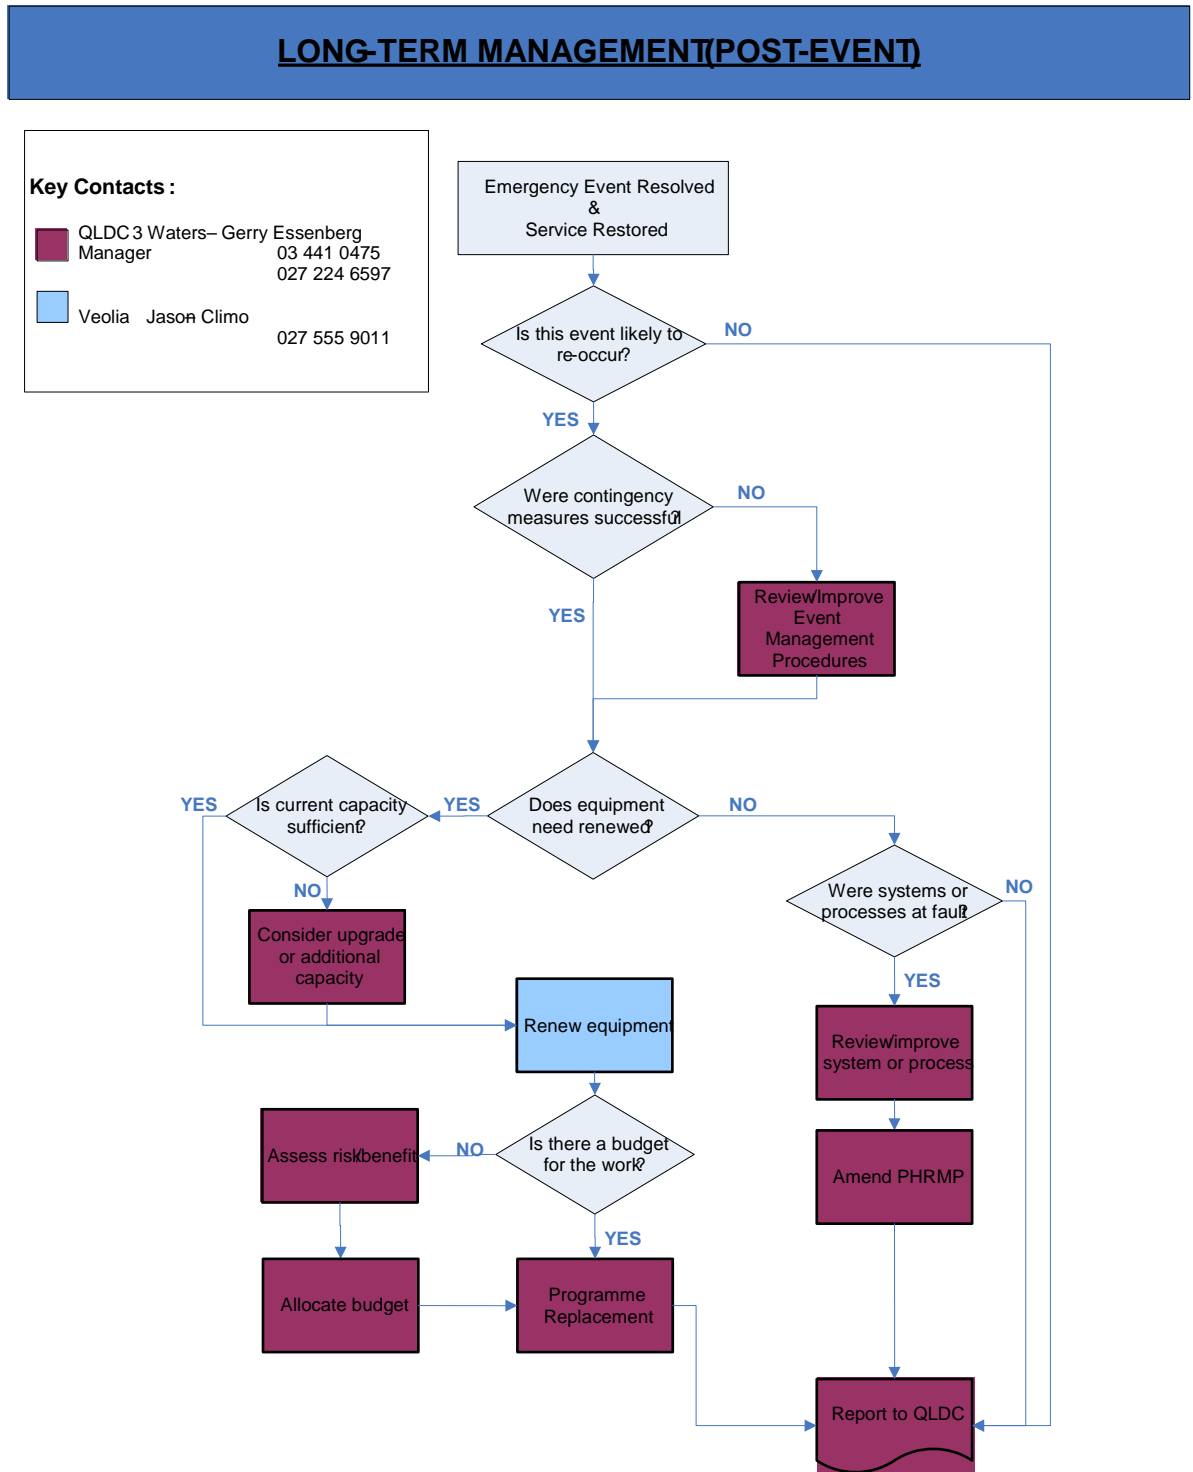 LONG-TERM MANAGEMENT(POST-EVENT)
Key Contacts :
QLDC 3 Waters– Gerry Essenberg
Manager
03 441 0475
027 224 6597
Veolia Jason Climo
027 555 9011
Emergency Event Resolved
&
Service Restored
Is this event likely to
re-occur?
NO
YES
Were contingency
measures successful?
NO
YES
Review/Improve
Event
Management
Procedures
Does equipment
need renewed?
YES
NO
Is current capacity
sufficient?
YES
NO
Consider upgrade
or additional
capacity
Were systems or
processes at fault?
NO
YES
Renew equipment
Review/improve
system or process
Is there a budget
for the work?
NO
YES
Assess risk/benefit
Amend PHRMP
Allocate budget
Programme
Replacement
Report to QLDC